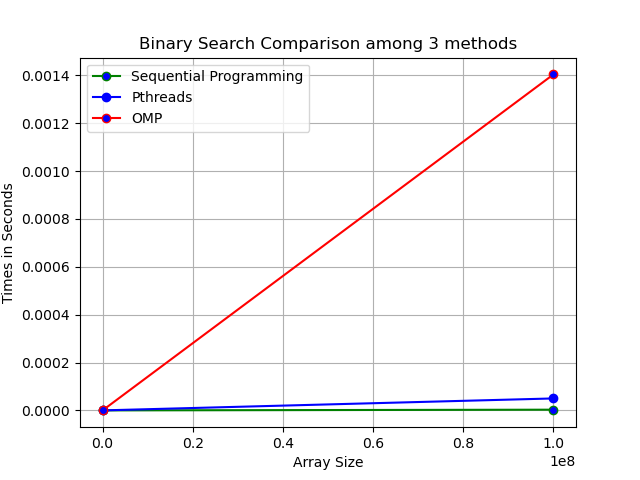 Binary Search Comparison among 3 methods
Sequential Programming
Pthreads
OMP
0.0014
0.0012
0.0010
0.0008
0.0006
0.0004
0.0002
0.0000
Times in Seconds
0.0 0.2 0.4 0.6 0.8 1.0
1e8
Array Size